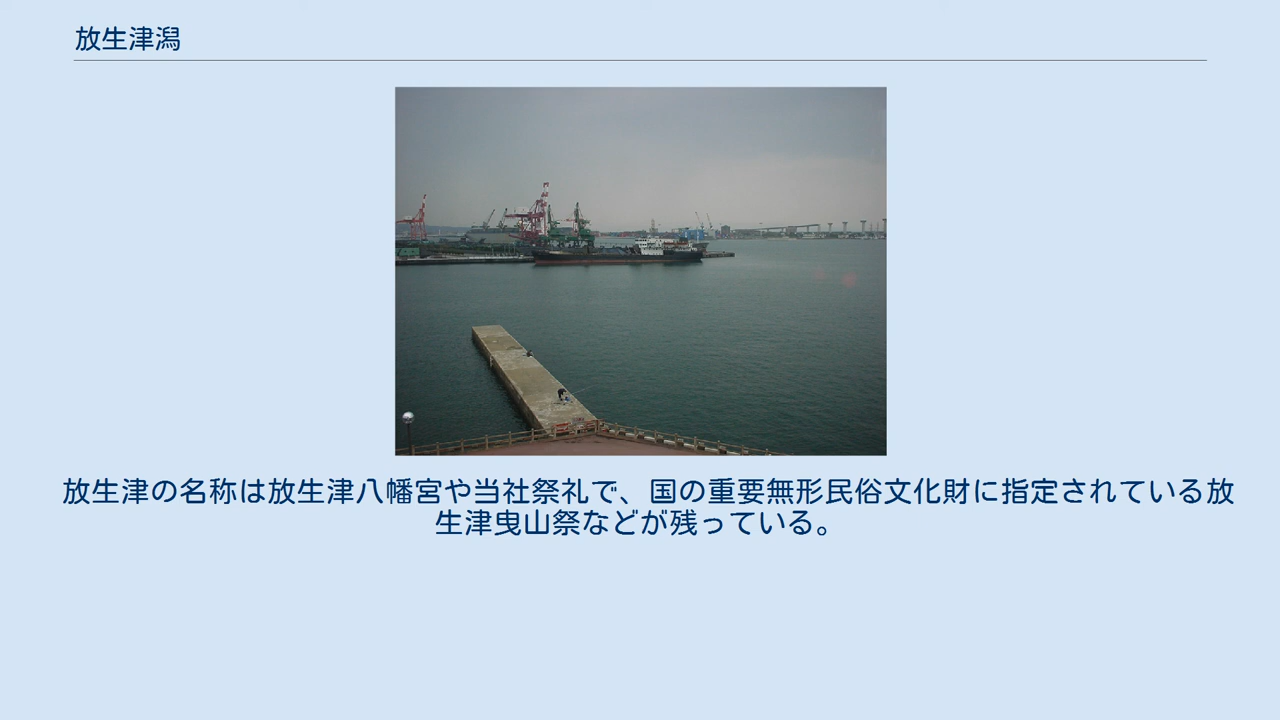 放生津潟
放生津の名称は放生津八幡宮や当社祭礼で、国の重要無形民俗文化財に指定されている放
生津曳山祭などが残っている。